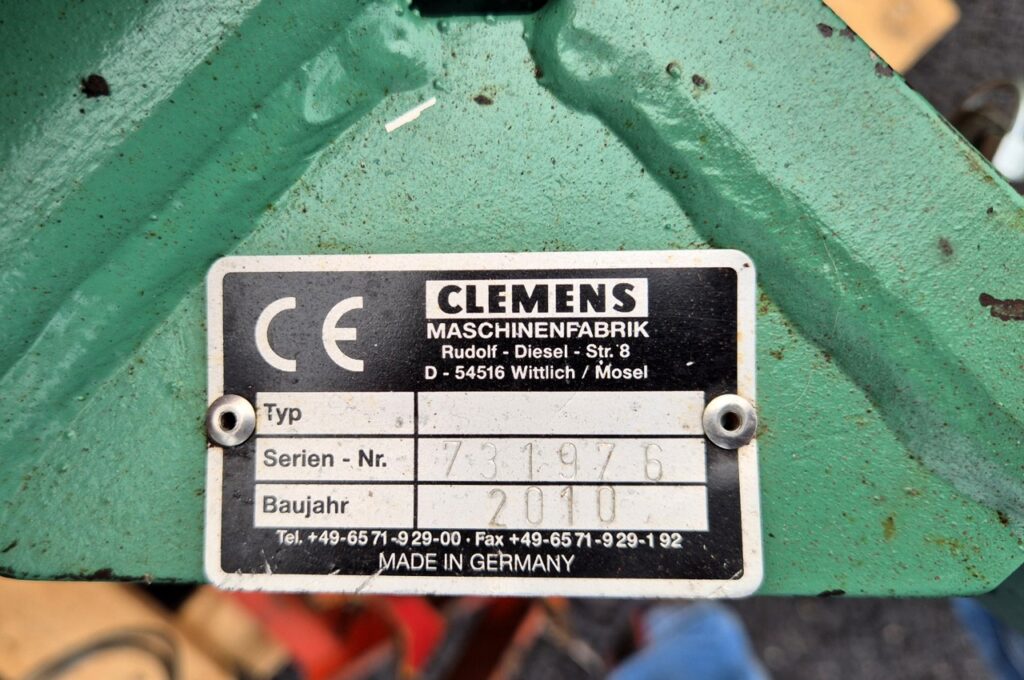 CE
CLEMENS
MASCHINENFABRIK
Rudolf - Diesel - Str. 8
D - 54516 Wittlich / Mosel
Typ
Serien - Nr. 731976
Baujahr 2010
Tel. +49-65 71-9 29-00 · Fax +49-65 71-9 29-1 92
MADE IN GERMANY